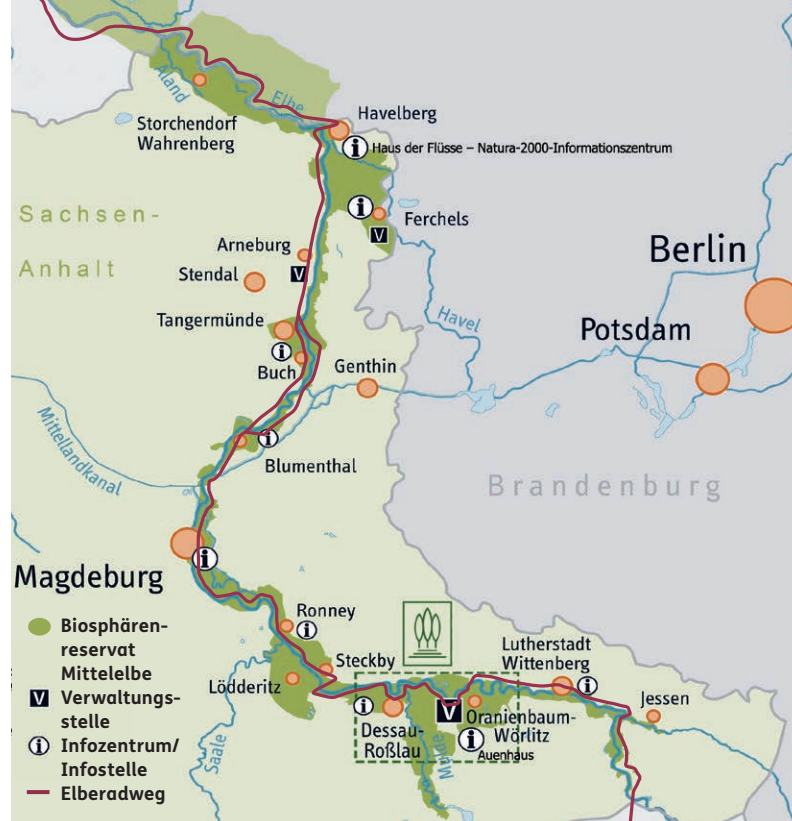 Aland
Elbe
Storchendorf
Wahrenberg
Havelberg
Haus der Flüsse – Natura-2000-Informationszentrum
Ferchels
V
Sachsen-
Anhalt
Arneburg
V
Stendal
Berlin
Tangermünde
Havel
Potsdam
Buch
Genthin
Mittellandkanal
Blumenthal
Brandenburg
Magdeburg
Ronney
Steckby
Lödderitz
Saale
Lutherstadt
Wittenberg
Jessen
V
Oranienbaum-
Wörlitz
Dessau-
Roßlau
Mulde
Auenhaus
Biosphären-
reservat
Mittelelbe
V Verwaltungs-
stelle
i Infozentrum/
Infostelle
Elberadweg